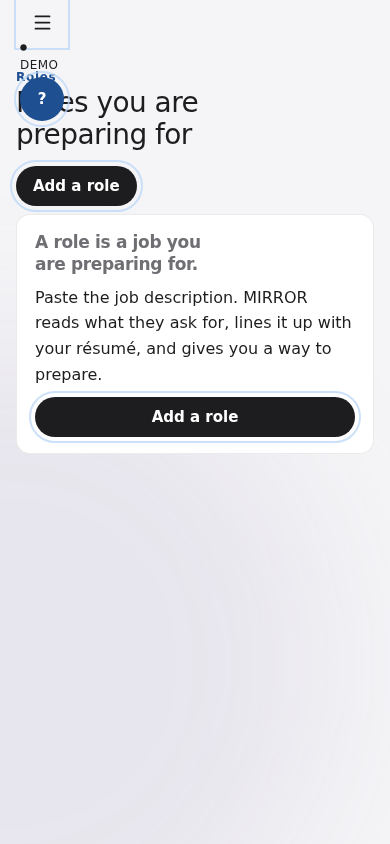 DEMO
Roles
?
es you are
preparing for
Add a role
A role is a job you
are preparing for.
Paste the job description. MIRROR
reads what they ask for, lines it up with
your résumé, and gives you a way to
prepare.
Add a role